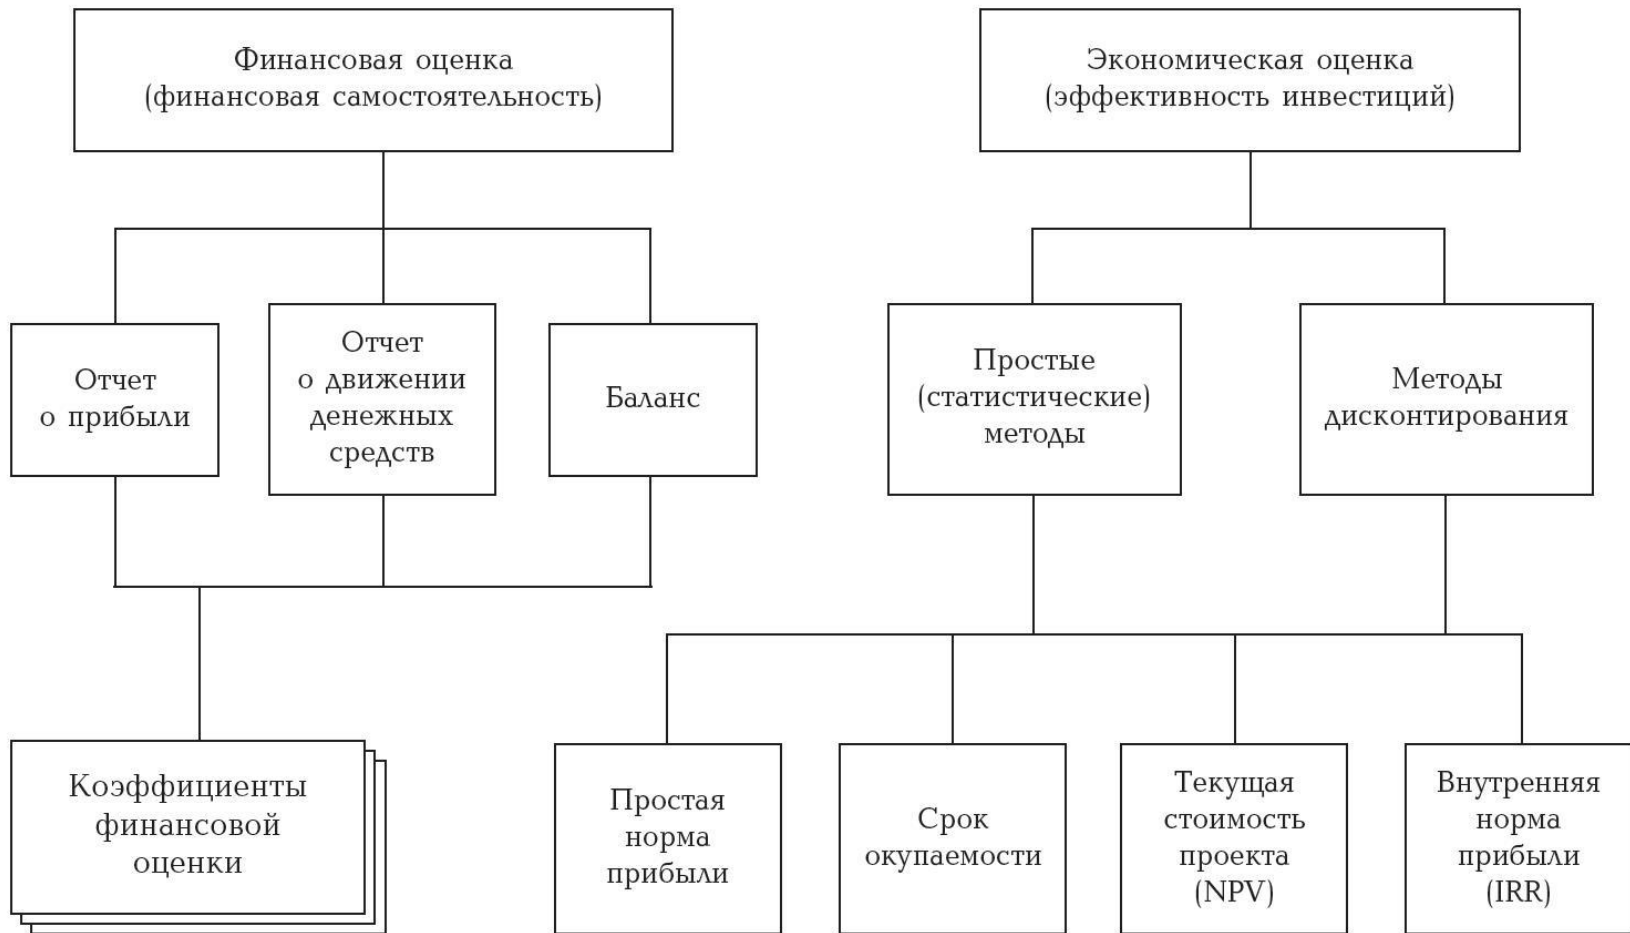 Финансовая оценка
(финансовая самостоятельность)
Экономическая оценка
(эффективность инвестиций)
Отчет
о прибыли
Отчет
о движении
денежных
средств
Баланс
Простые
(статистические)
методы
Методы
дисконтирования
Коэффициенты
финансовой
оценки
Простая
норма
прибыли
Срок
окупаемости
Текущая
стоимость
проекта
(NPV)
Внутренняя
норма
прибыли
(IRR)